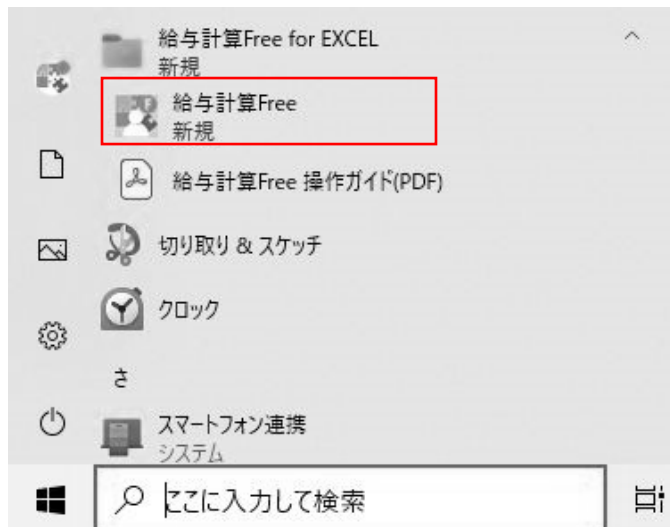 給与計算Free for EXCEL
新規
給与計算Free
新規
給与計算Free 操作ガイド(PDF)
切り取り & スケッチ
クロック
さ
スマートフォン連携
システム
ここに入力して検索